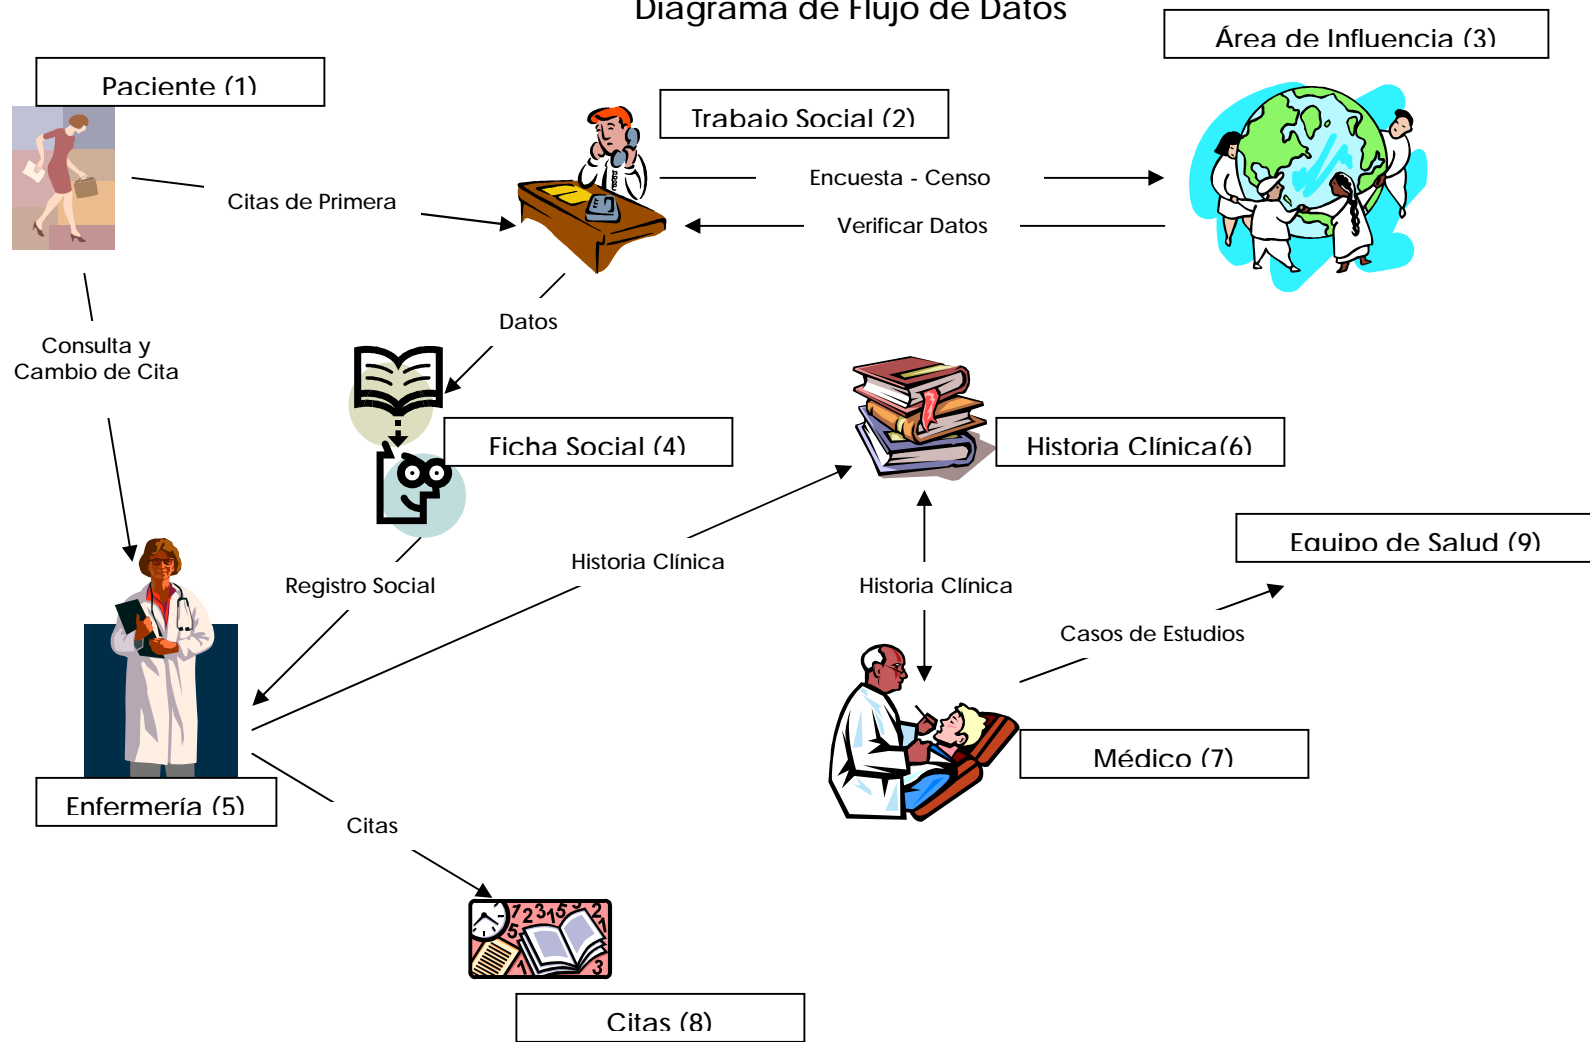 Diagrama de Flujo de Datos
Área de Influencia (3)
Paciente (1)
Trabajo Social (2)
Encuesta - Censo
Citas de Primera
Verificar Datos
Datos
Consulta y
Cambio de Cita
Ficha Social (4)
Historia Clínica(6)
Equipo de Salud (9)
Historia Clínica
Registro Social
Historia Clínica
Casos de Estudios
Médico (7)
Enfermería (5)
Citas
Citas (8)